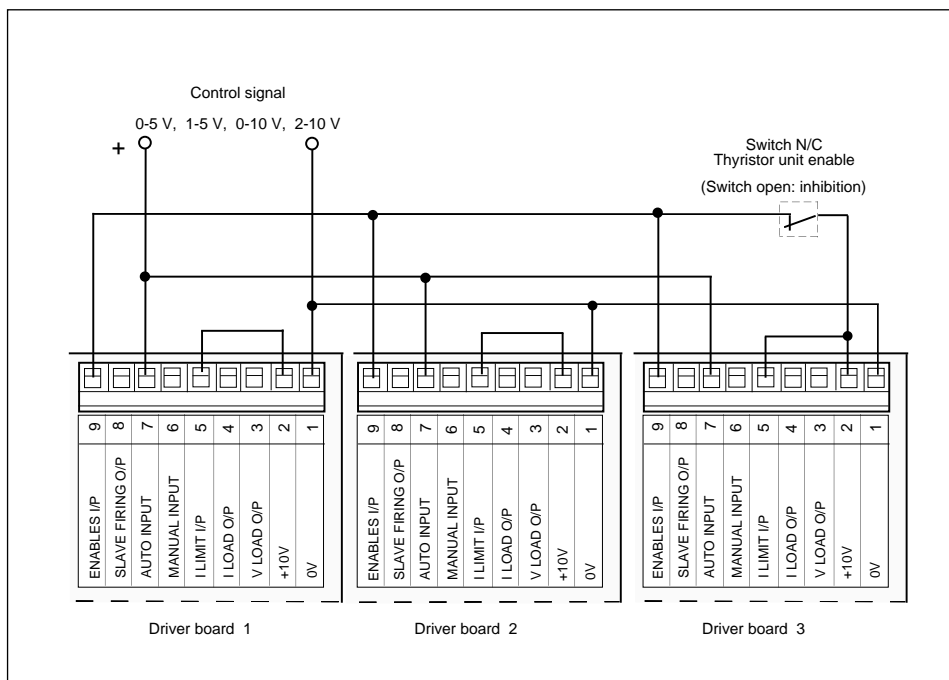 Control signal
0-5 V, 1-5 V, 0-10 V, 2-10 V
+
Switch N/C
Thyristor unit enable
(Switch open: inhibition)
9 8 7 6 5 4 3 2 1
ENABLES I/P
SLAVE FIRING O/P
AUTO INPUT
MANUAL INPUT
I LIMIT I/P
I LOAD O/P
V LOAD O/P
+10V
0V
Driver board 1
9 8 7 6 5 4 3 2 1
ENABLES I/P
SLAVE FIRING O/P
AUTO INPUT
MANUAL INPUT
I LIMIT I/P
I LOAD O/P
V LOAD O/P
+10V
0V
Driver board 2
9 8 7 6 5 4 3 2 1
ENABLES I/P
SLAVE FIRING O/P
AUTO INPUT
MANUAL INPUT
I LIMIT I/P
I LOAD O/P
V LOAD O/P
+10V
0V
Driver board 3